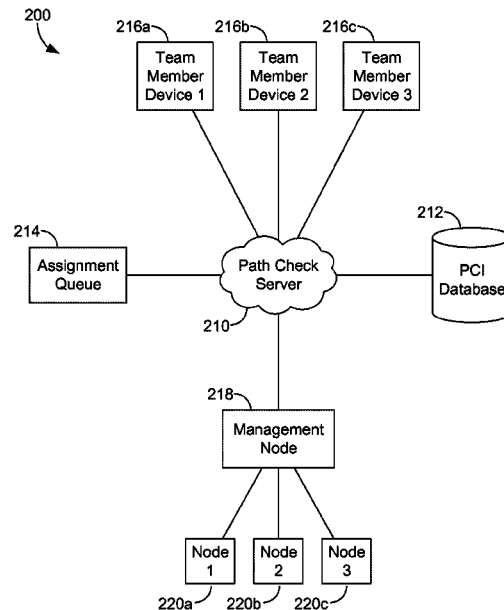 200
216a
216b
216c
Team
Member
Device 1
Team
Member
Device 2
Team
Member
Device 3
214
212
Assignment
Queue
Path Check
Server
210
PCI
Database
218
Management
Node
Node
1
Node
2
Node
3
220a
220b
220c